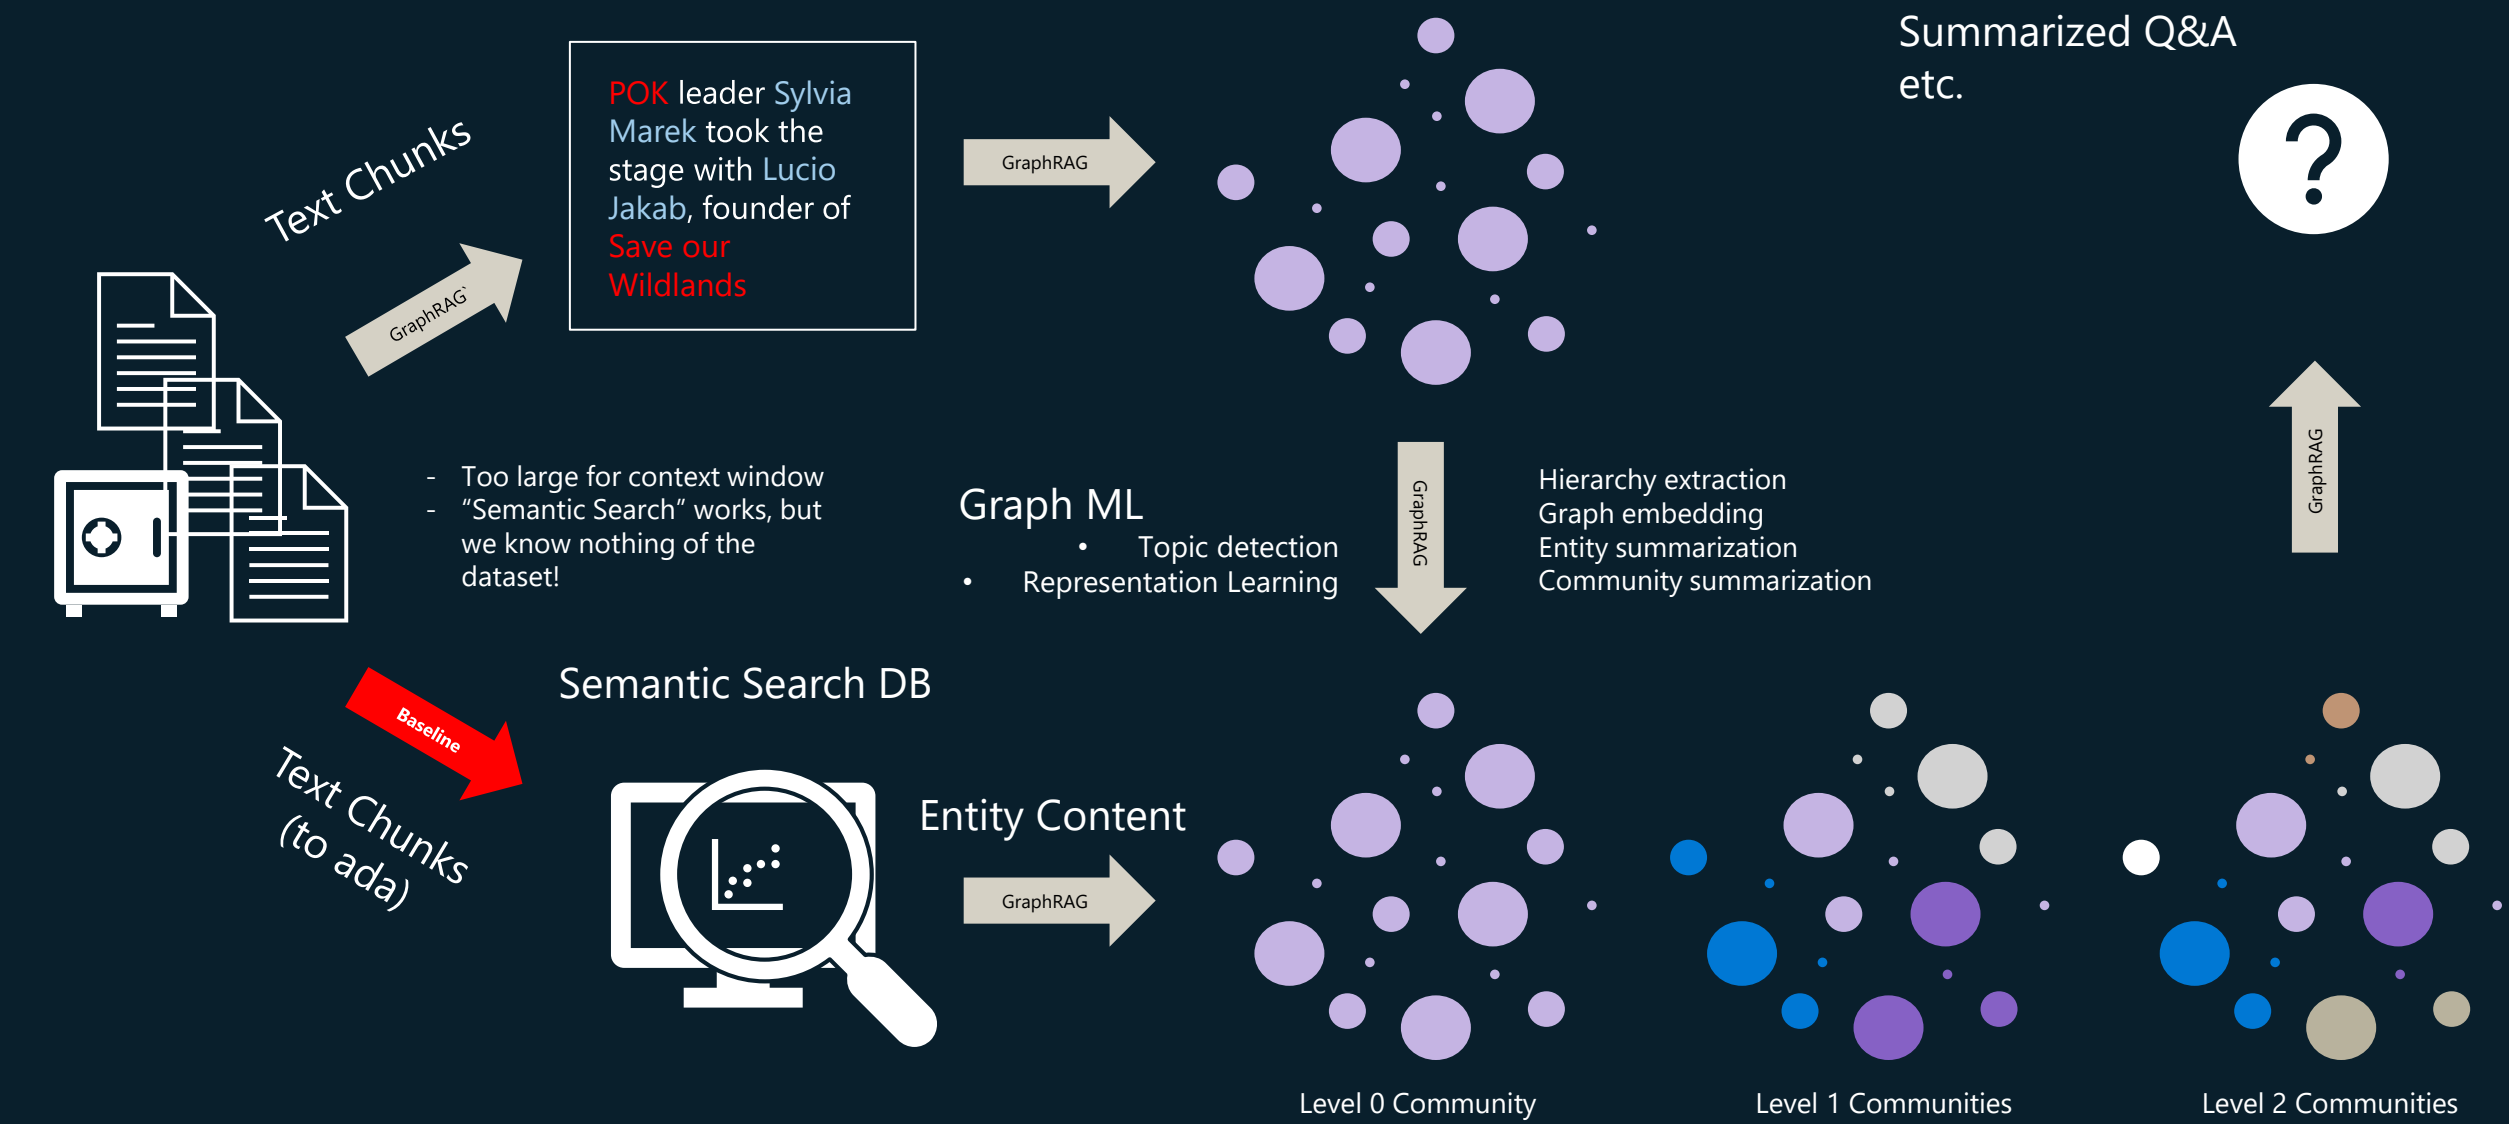 Summarized Q&A
etc.
Text Chunks
GraphRAG`
POK leader Sylvia
Marek took the
stage with Lucio
Jakab, founder of
Save our
Wildlands
GraphRAG
- Too large for context window
- “Semantic Search” works, but
we know nothing of the
dataset!
Graph ML
• Topic detection
• Representation Learning
GraphRAG
Hierarchy extraction
Graph embedding
Entity summarization
Community summarization
GraphRAG
Baseline
Text Chunks
(to ada)
Semantic Search DB
Entity Content
GraphRAG
Level 0 Community
Level 1 Communities
Level 2 Communities